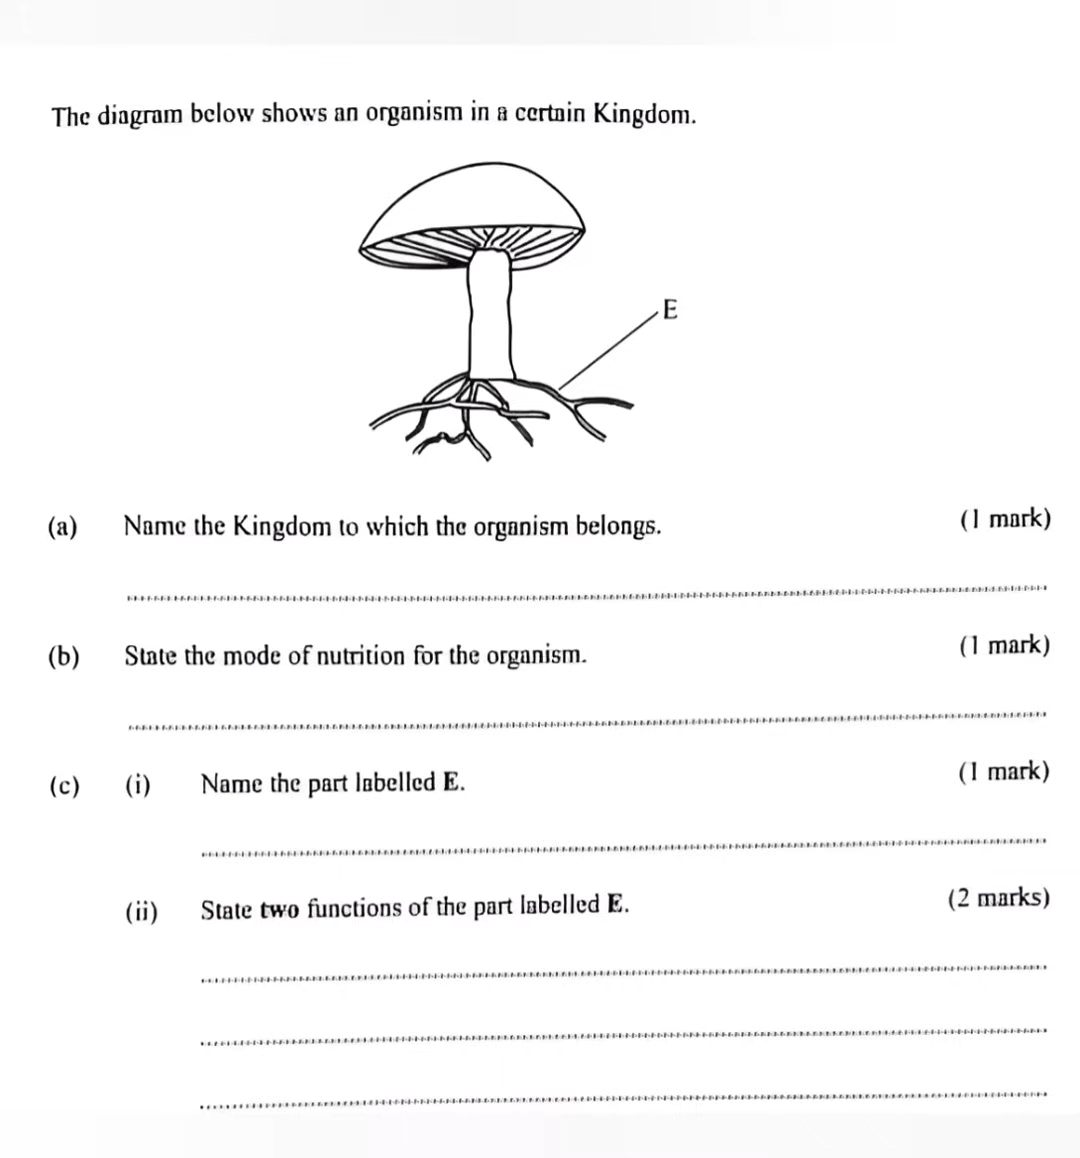 The diagram below shows an organism in a certain Kingdom.
E
(a) Name the Kingdom to which the organism belongs. (1 mark)
(b) State the mode of nutrition for the organism. (1 mark)
(c) (i) Name the part labelled E. (1 mark)
(ii) State two functions of the part labelled E. (2 marks)